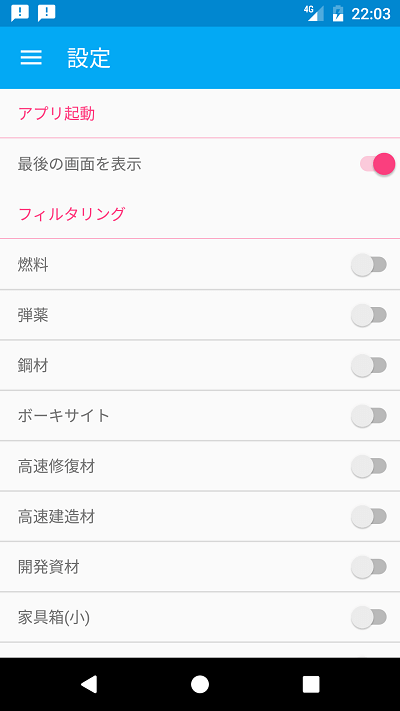 4G 22:03
設定
アプリ起動
最後の画面を表示
フィルタリング
燃料
弾薬
鋼材
ボーキサイト
高速修復材
高速建造材
開発資材
家具箱(小)